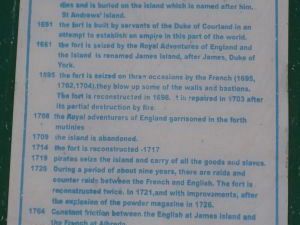 dies and is buried on the island which is named after him.
St Andrews' Island.
1651 the fort is built by servants of the Duke of Courland in an
attempt to establish an empire in this part of the world.
1661 the fort is seized by the Royal Adventures of England and
the Island is renamed James Island, after James, Duke of
York.
1695 the fort is seized on three occasions by the French (1695,
1702,1704).they blow up some of the walls and bastions.
The fort is reconstructed in 1698. It is repaired in 1703 after
its partial destruction by fire.
1708 the Royal adventurers of England garrisoned in the forth
mutinies
1709 the island is abandoned.
1714 the fort is reconstructed -1717
1719 pirates seize the island and carry of all the goods and slaves.
1720 During a period of about nine years, there are raids and
counter raids between the French and English. The fort is
reconstructed twice. In 1721,and with improvements, after
the explosion of the powder magazine in 1725.
1764 Constant friction between the English at James Island and
the French at Albreda